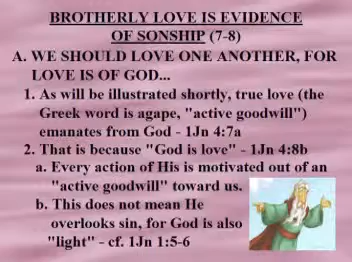 BROTHERLY LOVE IS EVIDENCE
OF SONSHIP (7-8)
A. WE SHOULD LOVE ONE ANOTHER, FOR
LOVE IS OF GOD...
1. As will be illustrated shortly, true love (the
Greek word is agape, "active goodwill")
emanates from God - 1Jn 4:7a
2. That is because "God is love" - 1Jn 4:8b
a. Every action of His is motivated out of an
"active goodwill" toward us.
b. This does not mean He
overlooks sin, for God is also
"light" - cf. 1Jn 1:5-6